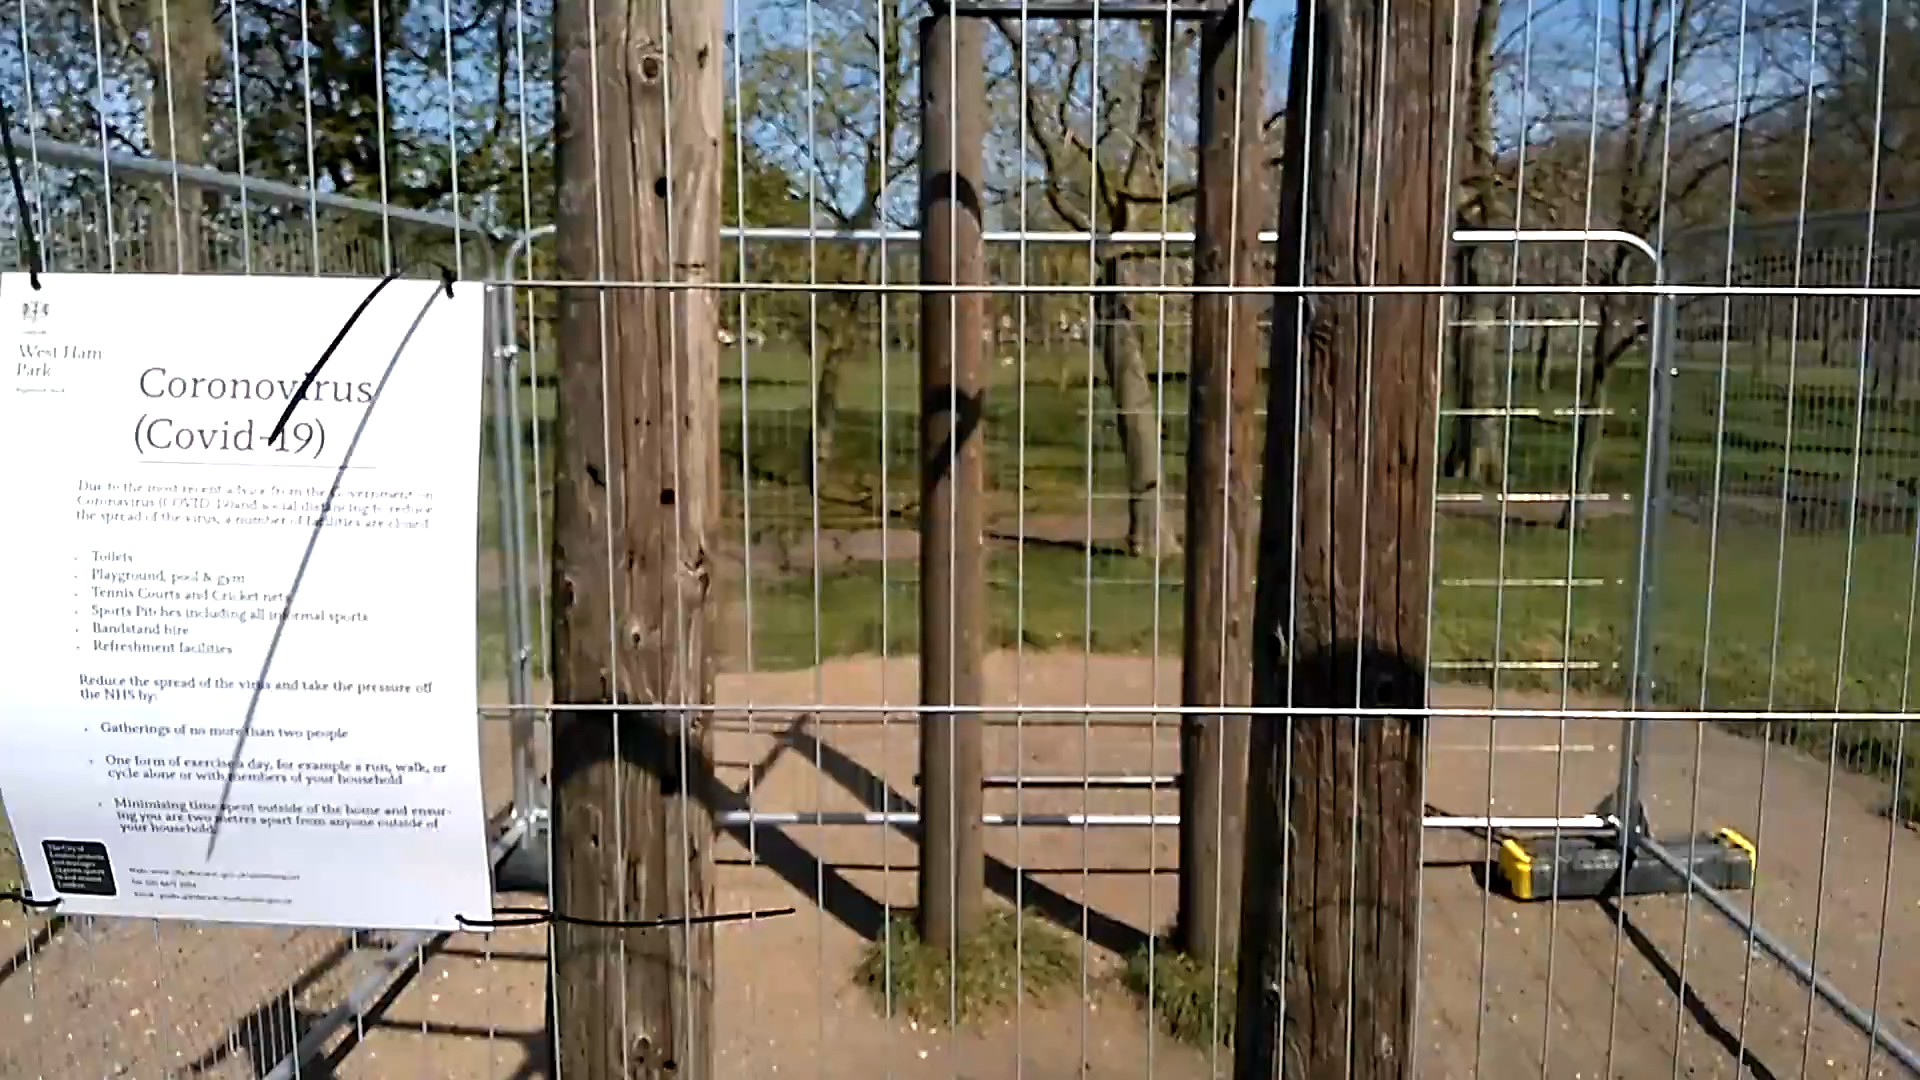 West Ham
Park
Coronovirus
(Covid-19)
Due to the most recent advice from the Government on
Coronavirus (COVID 19) and social distancing to reduce
the spread of the virus, a number of facilities are closed
Toilets
Playground, pool & gym
Tennis Courts and Cricket nets
Sports Pitches including all informal sports
Bandstand hire
Refreshment facilities
Reduce the spread of the virus and take the pressure off
the NHS by:
Gatherings of no more than two people
One form of exercise a day, for example a run, walk, or
cycle alone or with members of your household
Minimising time spent outside of the home and ensur-
ing you are two metres apart from anyone outside of
your household.
The City of
London
London